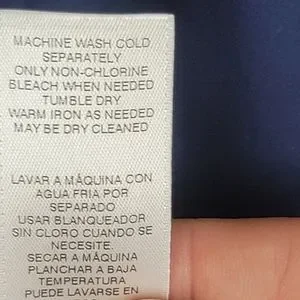 MACHINE WASH COLD
SEPARATELY
ONLY NON-CHLORINE
BLEACH WHEN NEEDED
TUMBLE DRY
WARM IRON AS NEEDED
MAY BE DRY CLEANED
LAVAR A MÁQUINA CON
AGUA FRIA POR
SEPARADO
USAR BLANQUEADOR
SIN CLORO CUANDO SE
NECESITE.
SECAR A MÁQUINA
PLANCHAR A BAJA
TEMPERATURA
PUEDE LAVARSE EN